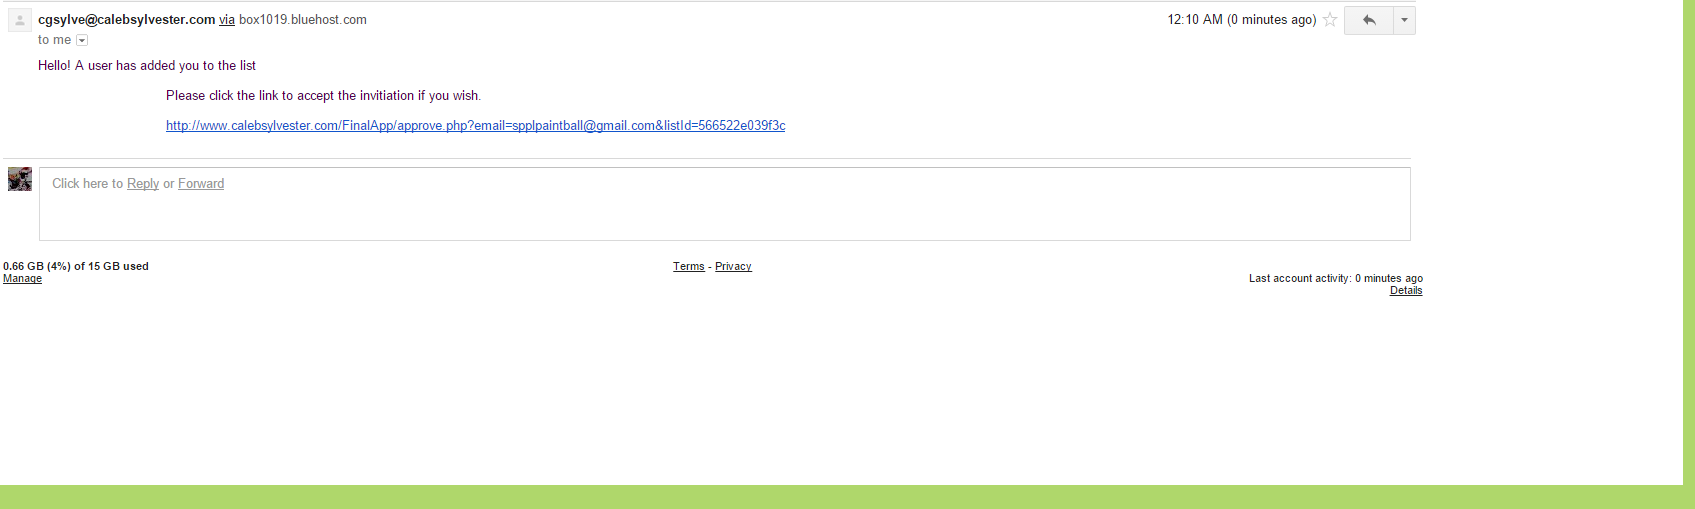 cgsylve@calebsylvester.com via box1019.bluehost.com 12:10 AM (0 minutes ago)
to me
Hello! A user has added you to the list
Please click the link to accept the invitiation if you wish.
http://www.calebsylvester.com/FinalApp/approve.php?email=spplpaintball@gmail.com&listId=566522e039f3c
Click here to Reply or Forward
0.66 GB (4%) of 15 GB used
Manage
Terms - Privacy
Last account activity: 0 minutes ago
Details